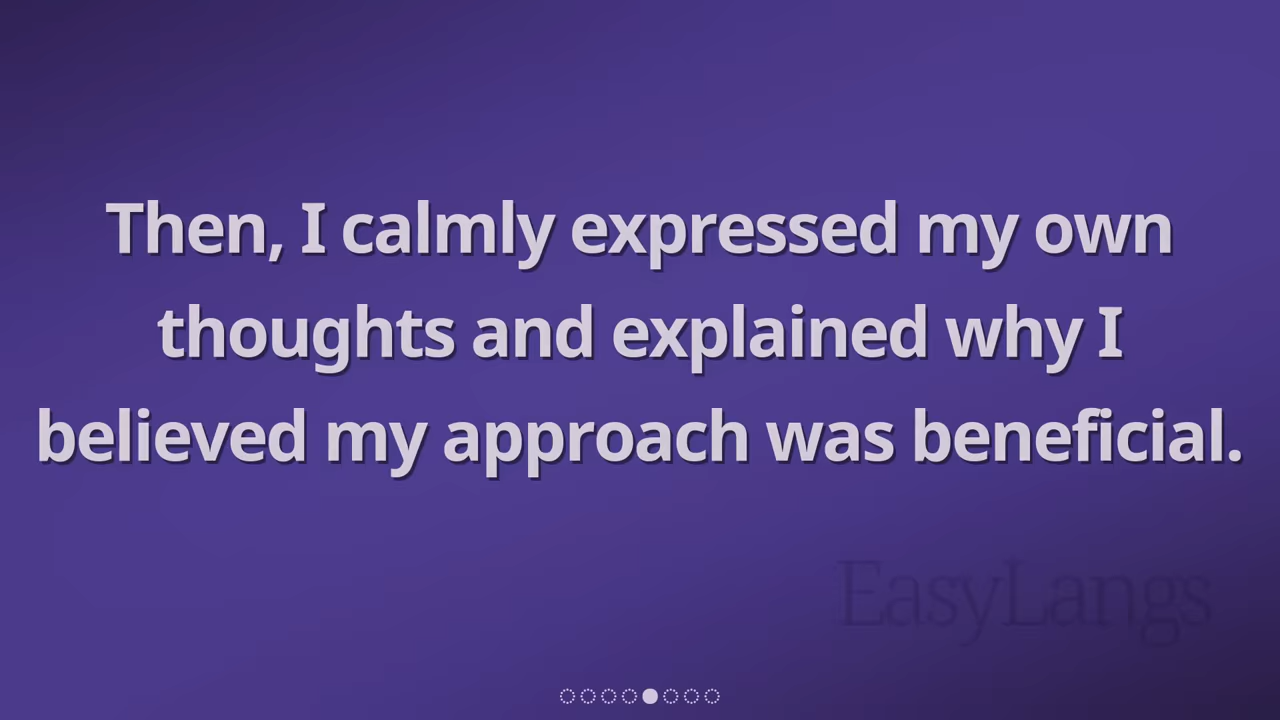 Then, I calmly expressed my own
thoughts and explained why I
believed my approach was beneficial.
EasyLangs